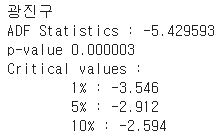 광진구
ADF Statistics : -5.429593
p-value 0.000003
Critical values :
1% : -3.546
5% : -2.912
10% : -2.594